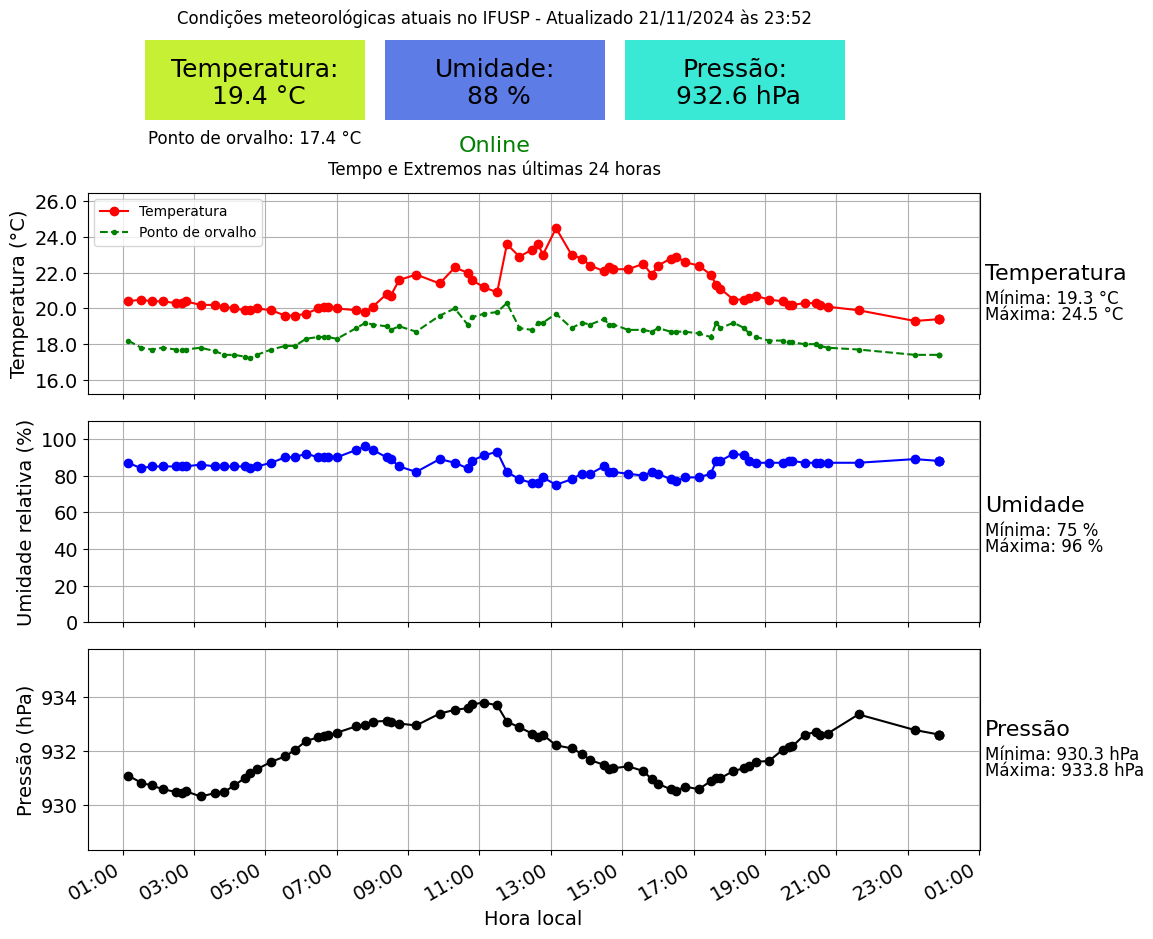 Condições meteorológicas atuais no IFUSP - Atualizado 21/11/2024 às 23:52
Temperatura:
19.4 °C
Umidade:
88 %
Pressão:
932.6 hPa
Ponto de orvalho: 17.4 °C
Online
Tempo e Extremos nas últimas 24 horas
Temperatura (°C)
26.0
24.0
22.0
20.0
18.0
16.0
Temperatura
Ponto de orvalho
Temperatura
Mínima: 19.3 °C
Máxima: 24.5 °C
Umidade relativa (%)
100
80
60
40
20
0
Umidade
Mínima: 75 %
Máxima: 96 %
Pressão (hPa)
934
932
930
Pressão
Mínima: 930.3 hPa
Máxima: 933.8 hPa
01:00 03:00 05:00 07:00 09:00 11:00 13:00 15:00 17:00 19:00 21:00 23:00 01:00
Hora local